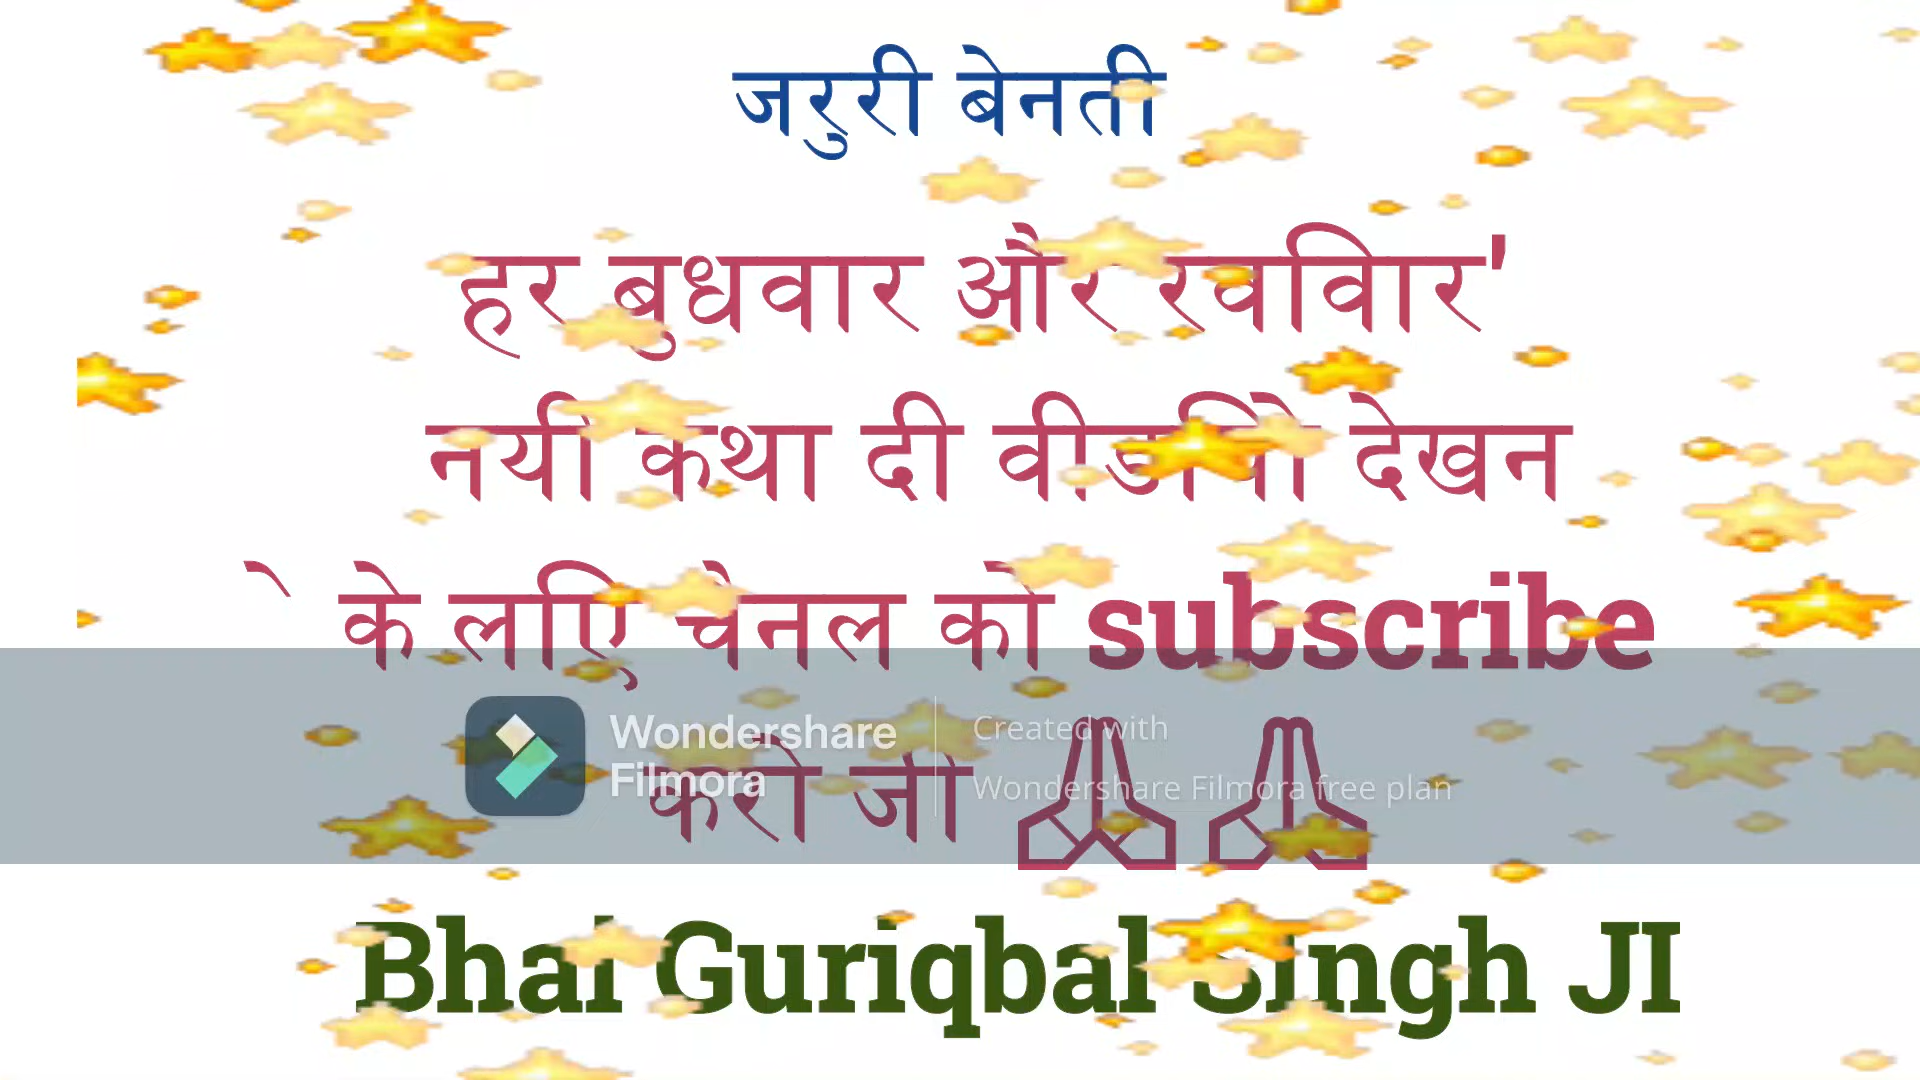 जरुरी बेनती
हर बुधवार और रविवार'
नयी कथा दी वीडियो देखन
े के लिए चैनल को subscribe
करो जी 🙏🙏
Wondershare Filmora
Created with
Wondershare Filmora free plan
Bhai Guriqbal SIngh JI